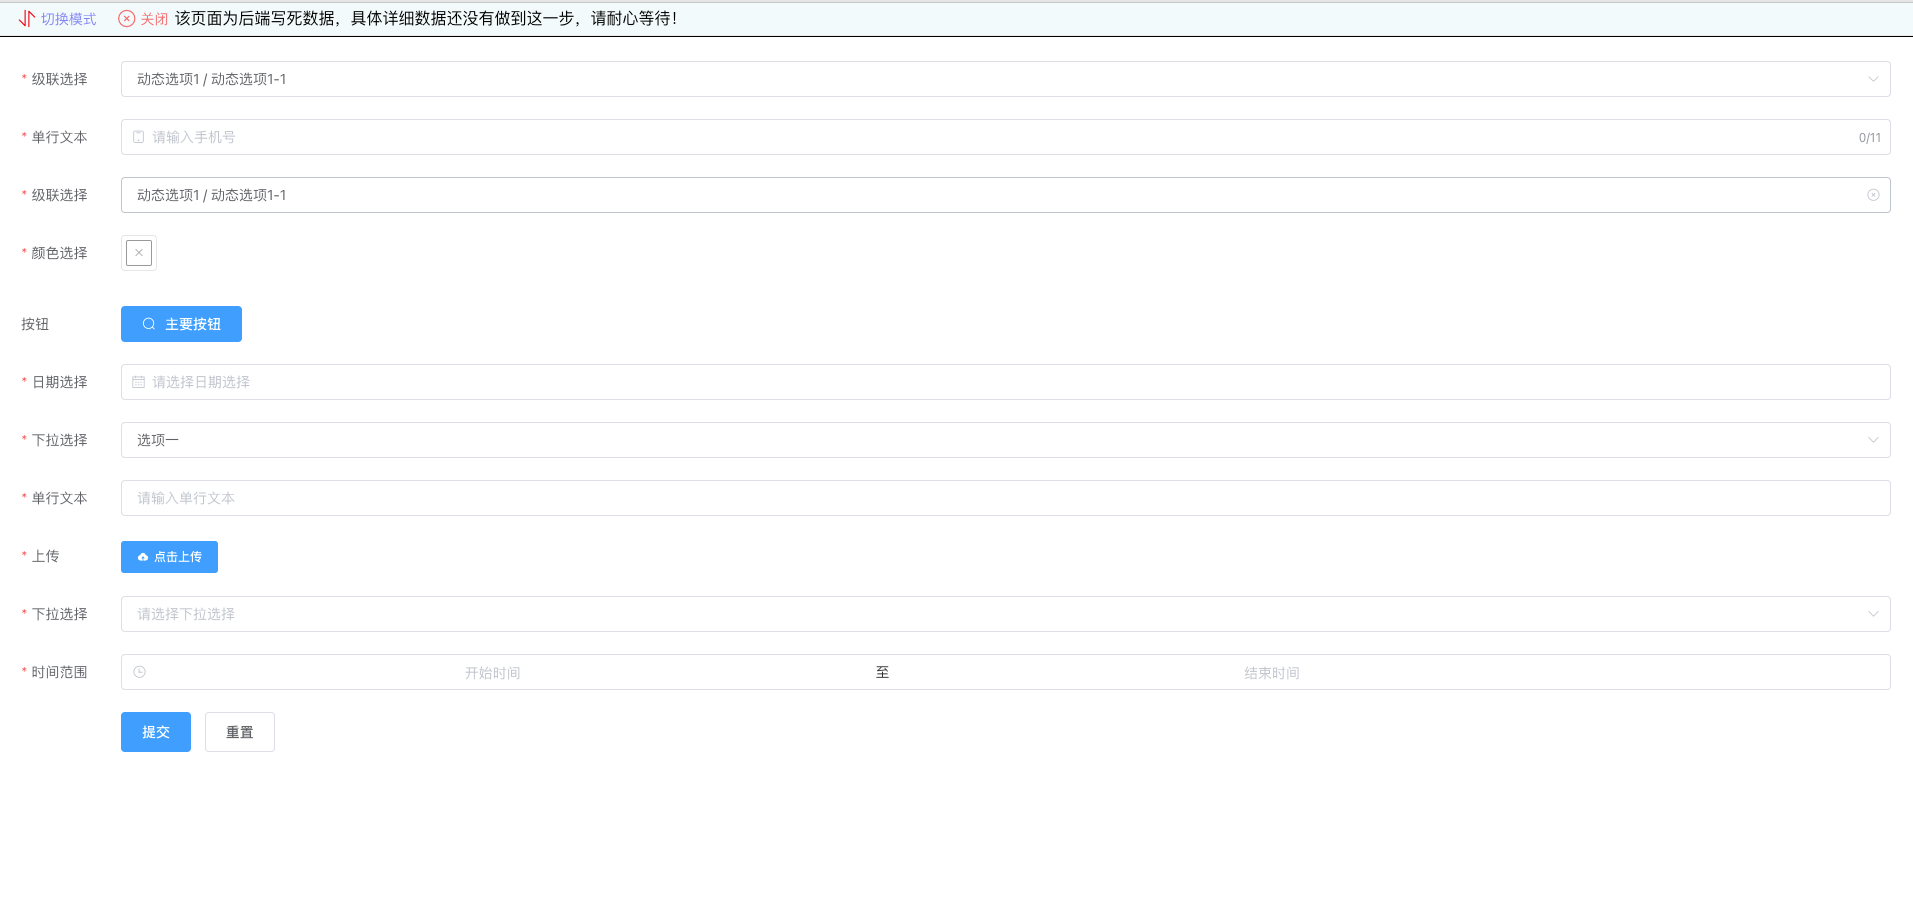 切换模式 关闭 该页面为后端写死数据，具体详细数据还没有做到这一步，请耐心等待！
* 级联选择 动态选项1 / 动态选项1-1
* 单行文本 请输入手机号 0/11
* 级联选择 动态选项1 / 动态选项1-1
* 颜色选择
按钮 主要按钮
* 日期选择 请选择日期选择
* 下拉选择 选项一
* 单行文本 请输入单行文本
* 上传 点击上传
* 下拉选择 请选择下拉选择
* 时间范围 开始时间 至 结束时间
提交 重置